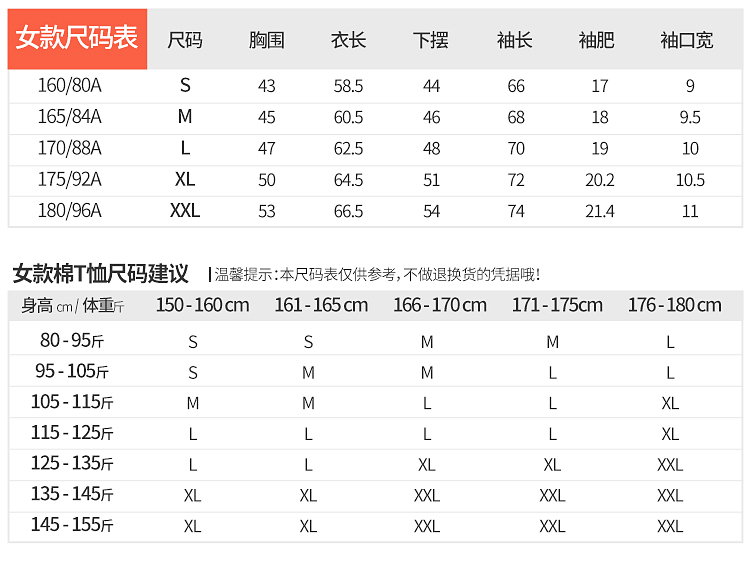 女款尺码表 尺码 胸围 衣长 下摆 袖长 袖肥 袖口宽
160/80A S 43 58.5 44 66 17 9
165/84A M 45 60.5 46 68 18 9.5
170/88A L 47 62.5 48 70 19 10
175/92A XL 50 64.5 51 72 20.2 10.5
180/96A XXL 53 66.5 54 74 21.4 11
女款棉T恤尺码建议 | 温馨提示：本尺码表仅供参考，不做退换货的凭据哦！
身高 cm / 体重斤 150 - 160 cm 161 - 165 cm 166 - 170 cm 171 - 175cm 176 - 180 cm
80 - 95斤 S S M M L
95 - 105斤 S M M L L
105 - 115斤 M M L L XL
115 - 125斤 L L L L XL
125 - 135斤 L L XL XL XXL
135 - 145斤 XL XL XXL XXL XXL
145 - 155斤 XL XL XXL XXL XXL